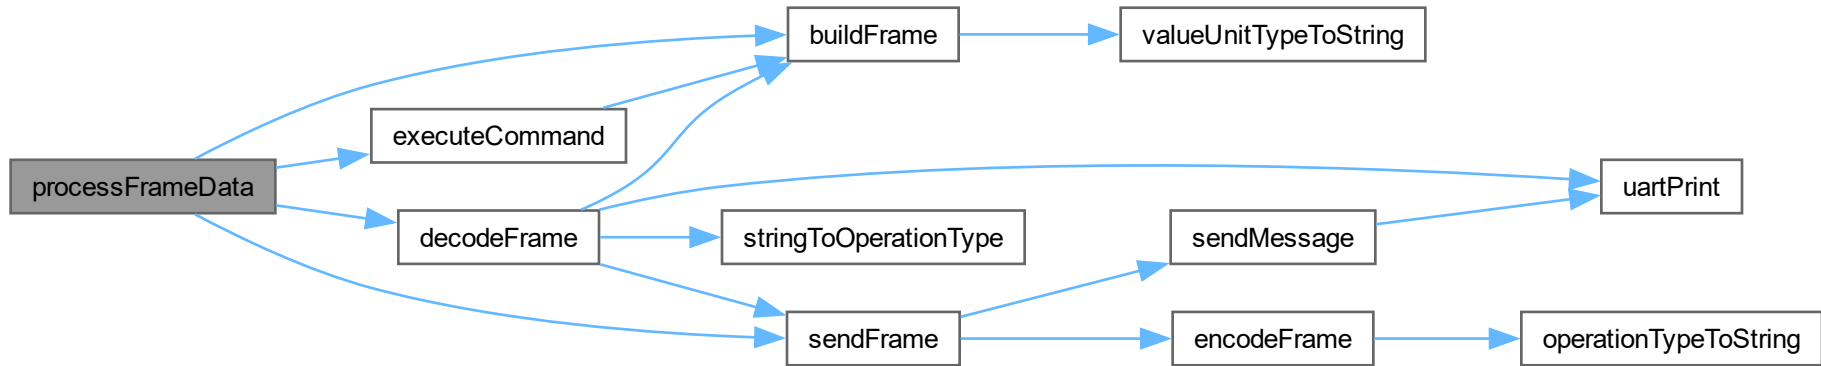 processFrameData
executeCommand
decodeFrame
buildFrame
valueUnitTypeToString
stringToOperationType
sendFrame
sendMessage
encodeFrame
uartPrint
operationTypeToString